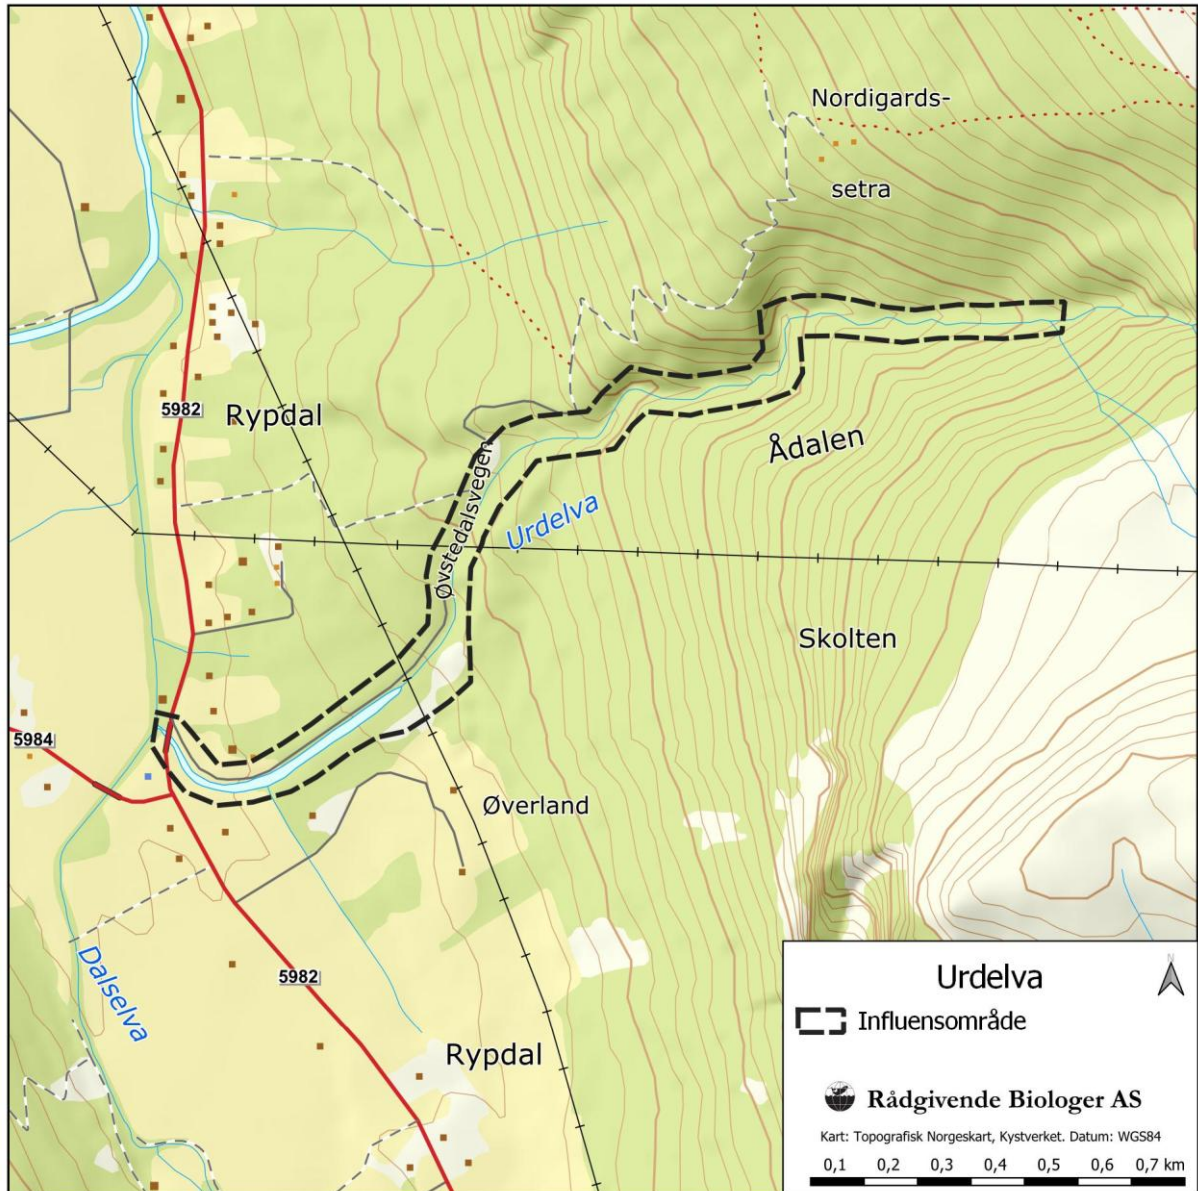 Nordigards-
setra
5982
Rypdal
Ådalen
Øvstedalsvegen
Urdelva
Skolten
5984
Øverland
Dalselva
5982
Rypdal
Urdelva
N
Influensområde
Rådgivende Biologer AS
Kart: Topografisk Norgeskart, Kystverket. Datum: WGS84
0,1 0,2 0,3 0,4 0,5 0,6 0,7 km